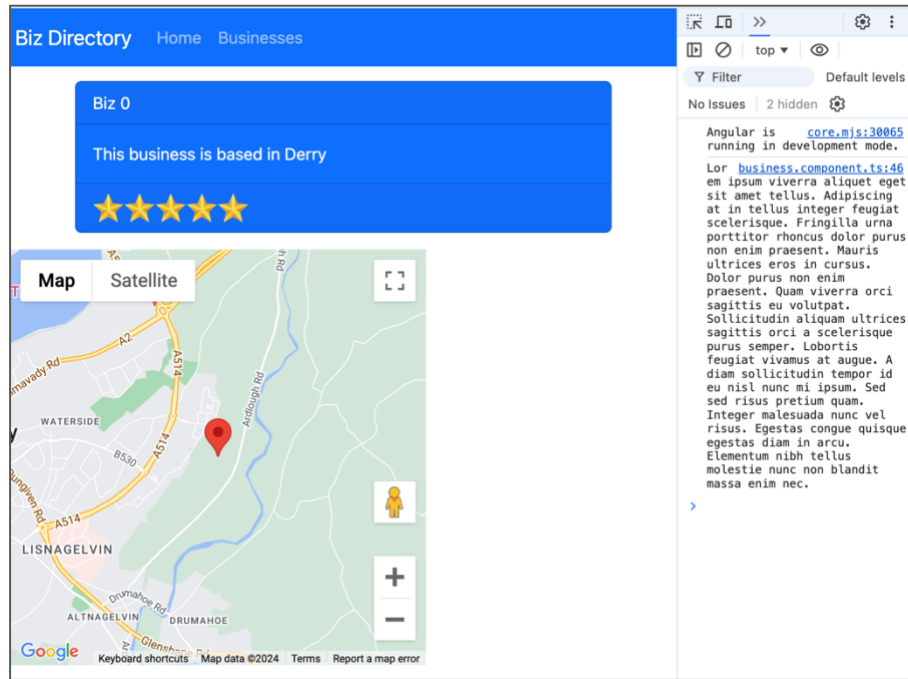 Biz Directory Home Businesses
Biz 0
This business is based in Derry
Map Satellite
A2
A514
Ardlough Rd
Rd
WATERSIDE
B530
A514
Dungiven Rd
A514
LISNAGELVIN
Drumahoe Rd
ALTNAGELVIN
DRUMAHOE
Glenshane
Google
Keyboard shortcuts Map data ©2024 Terms Report a map error
top
Filter Default levels
No Issues 2 hidden
Angular is core.mjs:30065
running in development mode.
Lor business.component.ts:46
em ipsum viverra aliquet eget
sit amet tellus. Adipiscing
at in tellus integer feugiat
scelerisque. Fringilla urna
porttitor rhoncus dolor purus
non enim praesent. Mauris
ultrices eros in cursus.
Dolor purus non enim
praesent. Quam viverra orci
sagittis eu volutpat.
Sollicitudin aliquam ultrices
sagittis orci a scelerisque
purus semper. Lobortis
feugiat vivamus at augue. A
diam sollicitudin tempor id
eu nisl nunc mi ipsum. Sed
sed risus pretium quam.
Integer malesuada nunc vel
risus. Egestas congue quisque
egestas diam in arcu.
Elementum nibh tellus
molestie nunc non blandit
massa enim nec.